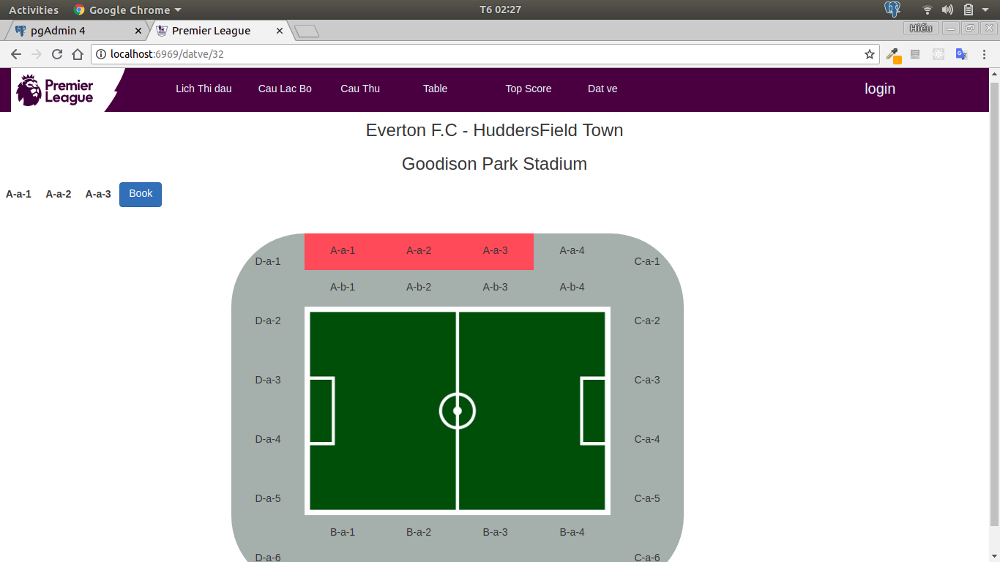 Activities Google Chrome T6 02:27
pgAdmin 4 Premier League Hiếu
localhost:6969/datve/32
Premier League Lich Thi dau Cau Lac Bo Cau Thu Table Top Score Dat ve login
Everton F.C - HuddersField Town
Goodison Park Stadium
A-a-1 A-a-2 A-a-3 Book
A-a-1 A-a-2 A-a-3 A-a-4
D-a-1 C-a-1
A-b-1 A-b-2 A-b-3 A-b-4
D-a-2 C-a-2
D-a-3 C-a-3
D-a-4 C-a-4
D-a-5 C-a-5
B-a-1 B-a-2 B-a-3 B-a-4
D-a-6 C-a-6